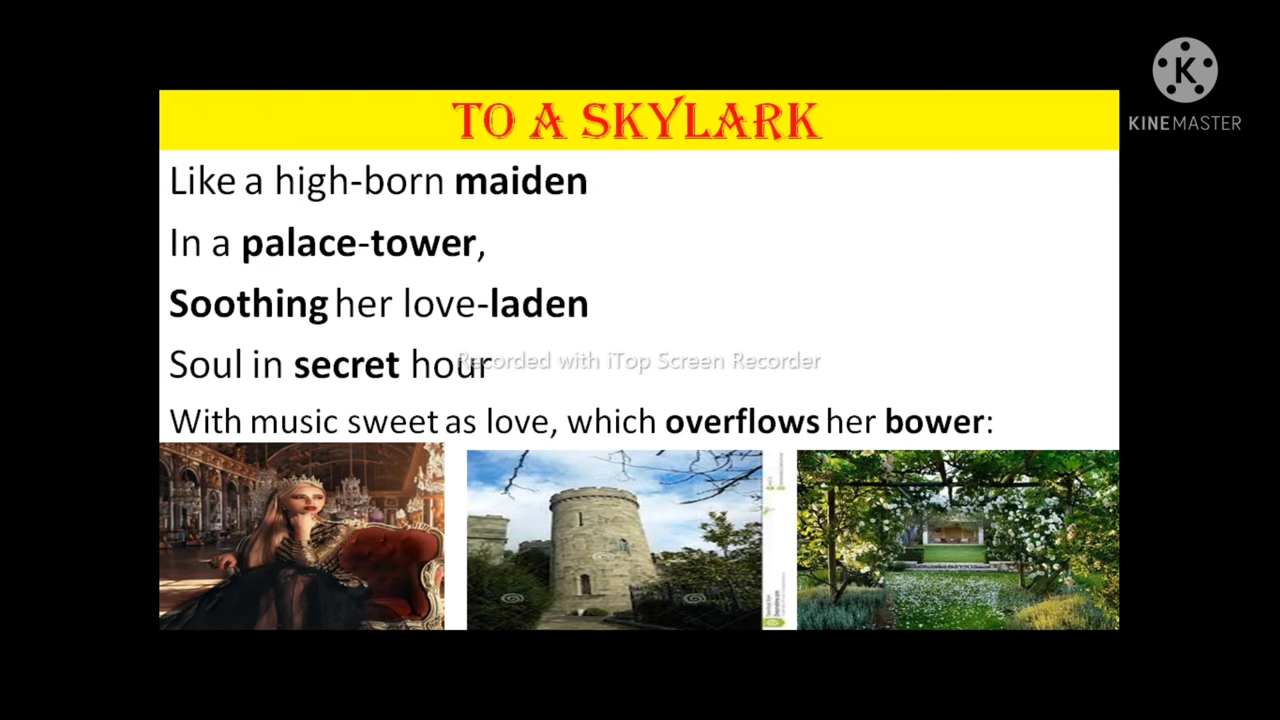 TO A SKYLARK
K
KINEMASTER
Like a high-born maiden
In a palace-tower,
Soothing her love-laden
Soul in secret hour
Recorded with iTop Screen Recorder
With music sweet as love, which overflows her bower: